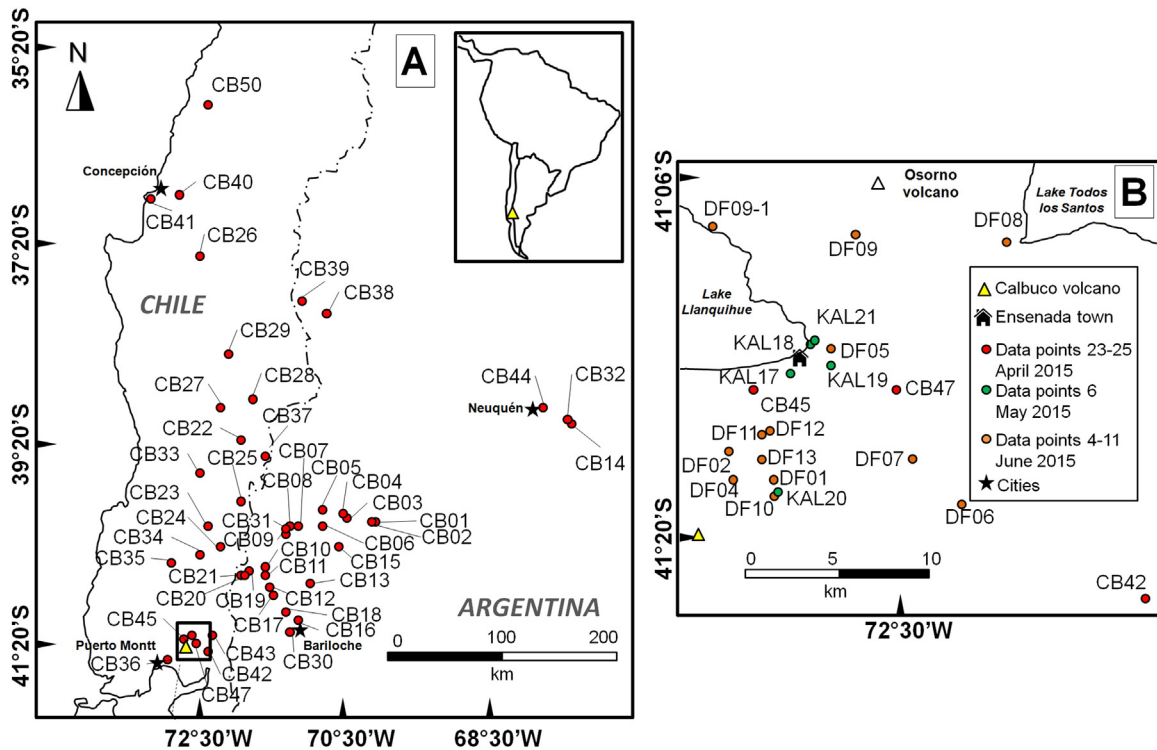 35°20'S
37°20'S
39°20'S
41°20'S
N
A
CB50
Concepción
CB40
CB41
CB26
CB39
CHILE
CB38
CB29
CB28
CB27
CB44
CB32
CB37
Neuquén
CB22
CB07
CB14
CB25
CB05
CB33
CB08
CB04
CB23
CB03
CB31
CB01
CB24
CB02
CB09
CB34
CB06
CB10
CB15
CB35
CB11
CB21
CB13
CB20
CB12
CB19
CB18
ARGENTINA
CB45
CB17
CB16
Puerto Montt
Bariloche
CB43
CB30
CB36
CB42
CB47
0 100 200
km
72°30'W
70°30'W
68°30'W
41°06'S
41°20'S
B
Osorno
volcano
Lake Todos
los Santos
DF09-1
DF08
DF09
Lake
Llanquihue
KAL21
KAL18
DF05
KAL17
KAL19
CB47
CB45
DF12
DF11
DF02
DF13
DF07
DF04
DF01
KAL20
DF10
DF06
CB42
Calbuco volcano
Ensenada town
Data points 23-25
April 2015
Data points 6
May 2015
Data points 4-11
June 2015
Cities
0 5 10
km
72°30'W